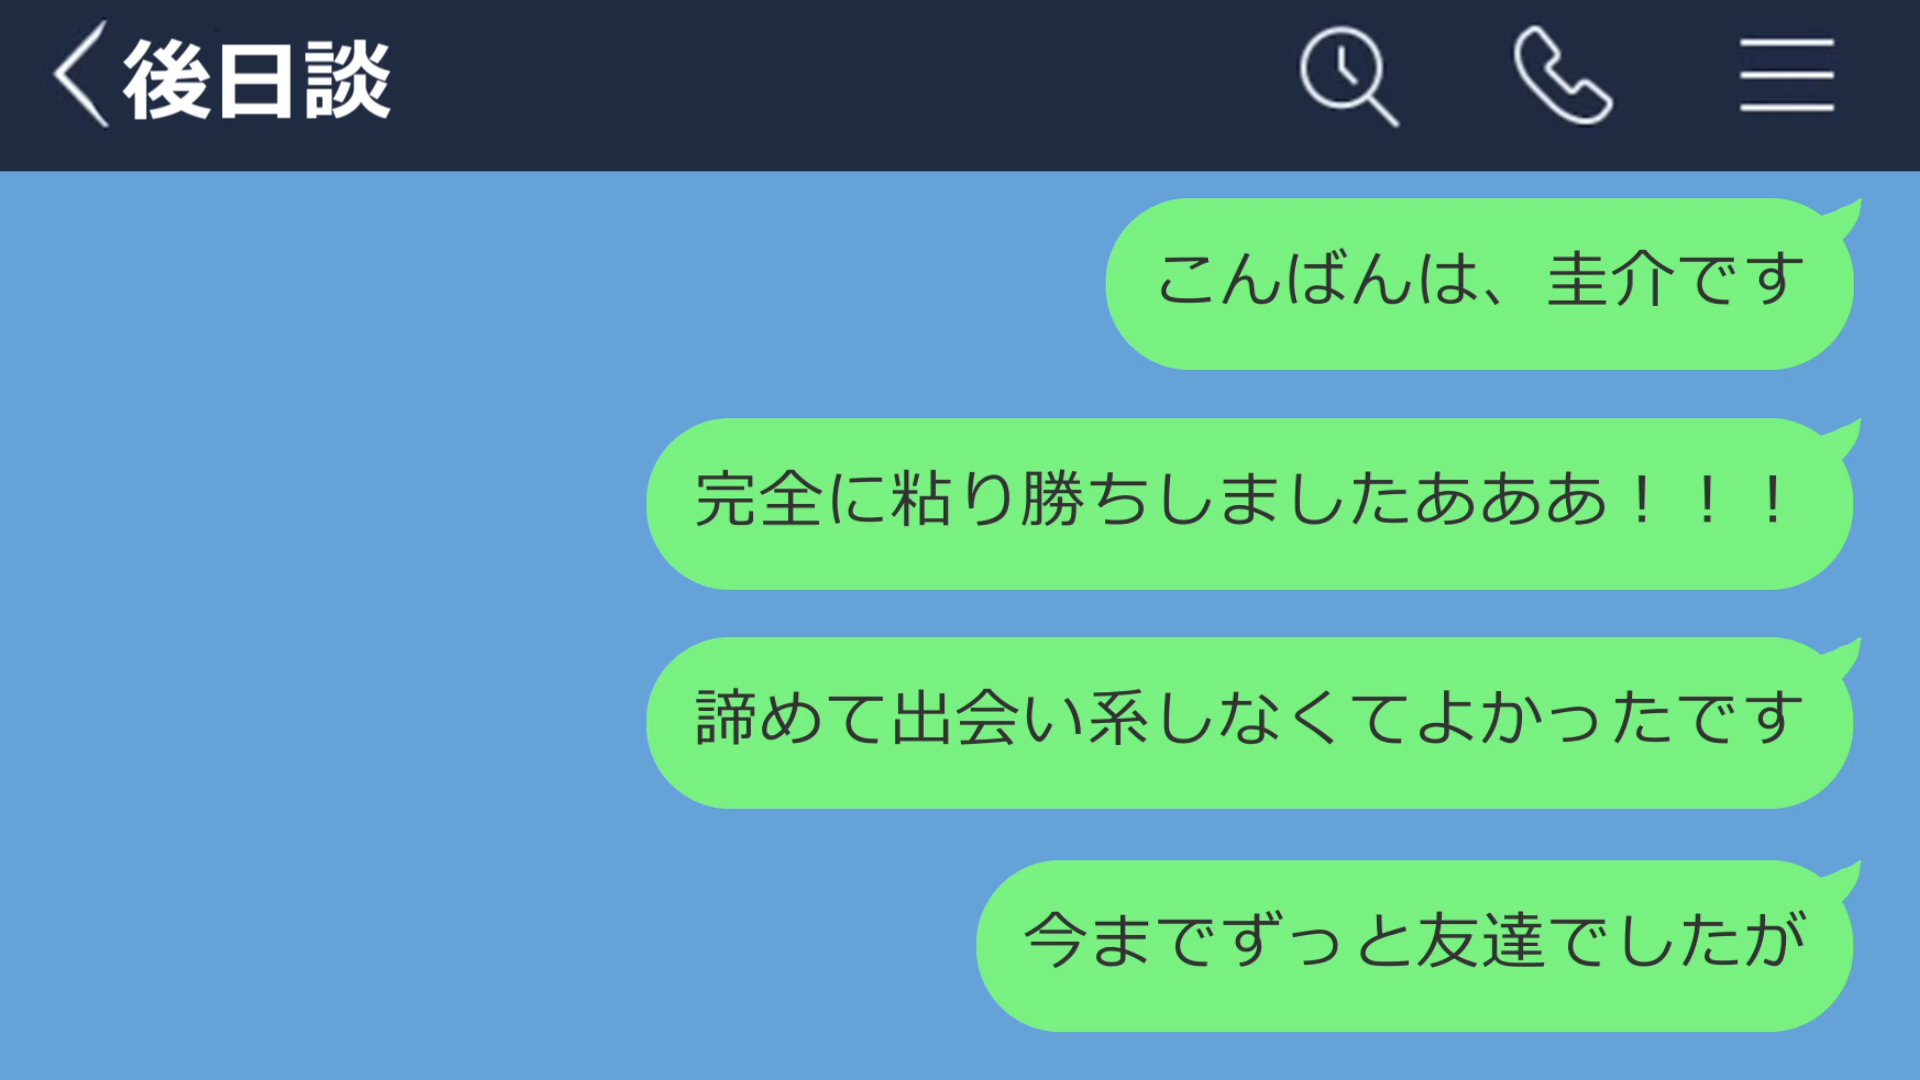 後日談
こんばんは、圭介です
完全に粘り勝ちしましたあああ！！！
諦めて出会い系しなくてよかったです
今までずっと友達でしたが